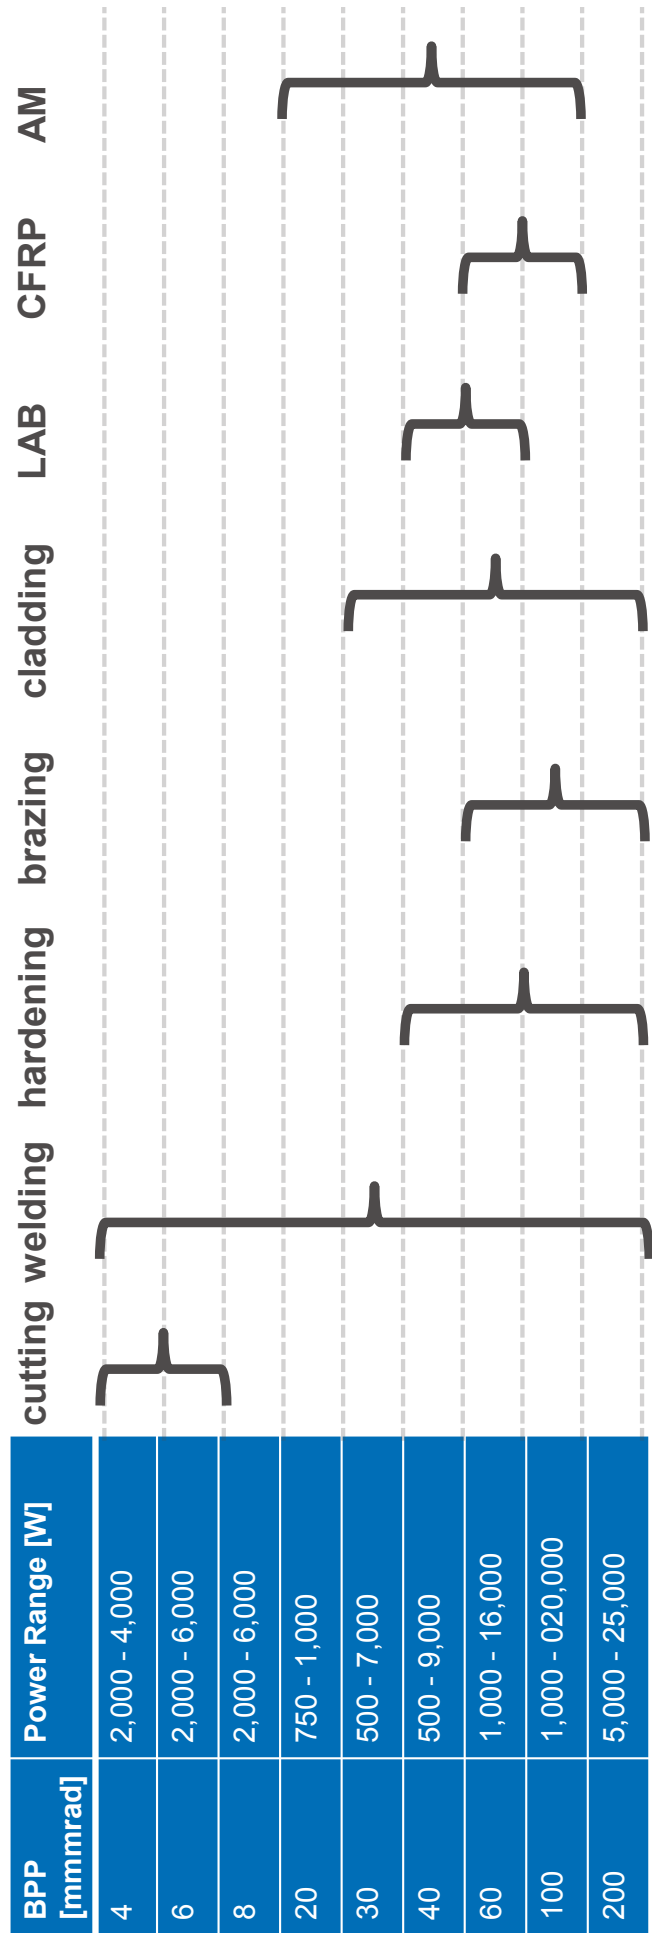 BPP
[mmmrad]
Power Range [W]
cutting
welding
hardening
brazing
cladding
LAB
CFRP
AM
4
2,000 - 4,000
6
2,000 - 6,000
8
2,000 - 6,000
20
750 - 1,000
30
500 - 7,000
40
500 - 9,000
60
1,000 - 16,000
100
1,000 - 020,000
200
5,000 - 25,000